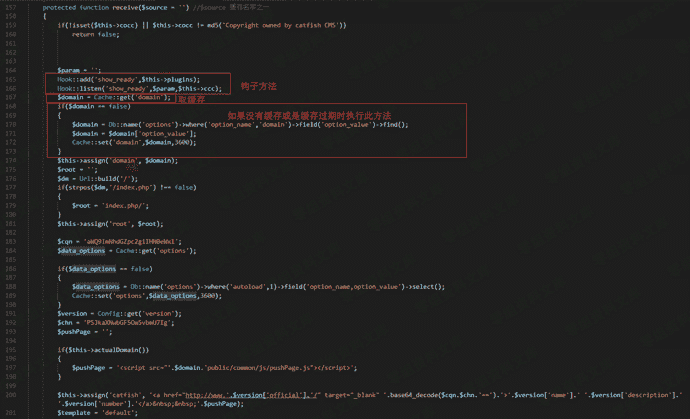 157 protected function receive($source = '') //$source
158 {
159 if(!isset($this->cocc) || $this->cocc != md5('Copyright owned by catfish CMS'))
160 return false;
161
162
163
164 $param = '';
165 Hook::add('show_ready',$this->plugins);
166 Hook::listen('show_ready',$param,$this->ccc);
钩子方法
167 $domain = Cache::get('domain');
取缓存
168 if($domain == false)
如果没有缓存或是缓存过期时执行此方法
169 {
170 $domain = Db::name('options')->where('option_name','domain')->field('option_value')->find();
171 $domain = $domain['option_value'];
172 Cache::set('domain',$domain,3600);
173 }
174 $this->assign('domain', $domain);
175 $root = '';
176 $dm = Url::build('/');
177 if(strpos($dm,'/index.php') !== false)
178 {
179 $root = 'index.php/';
180 }
181 $this->assign('root', $root);
182
183 $cqn =
184 $data_options = Cache::get('options');
185
186 if($data_options == false)
187 {
188 $data_options = Db::name('options')->where('autoload',1)->field('option_name,option_value')->select();
189 Cache::set('options',$data_options,3600);
190 }
191 $version = Config::get('version');
192 $chn =
193 $pushPage = '';
194
195 if($this->actualDomain())
196 {
197 $pushPage = '<script src="'.$domain.'public/common/js/pushPage.js"></script>';
198 }
199
200 $this->assign('catfish', '<a href="http://www.'.$version['official'].'/" target="_blank" '.base64_decode($cqn.$chn.'==').'>'.$version['name'].' '.$version['description'].'
'.$version['number'].'</a>&nbsp;&nbsp;'.$pushPage);
201 $template = 'default';